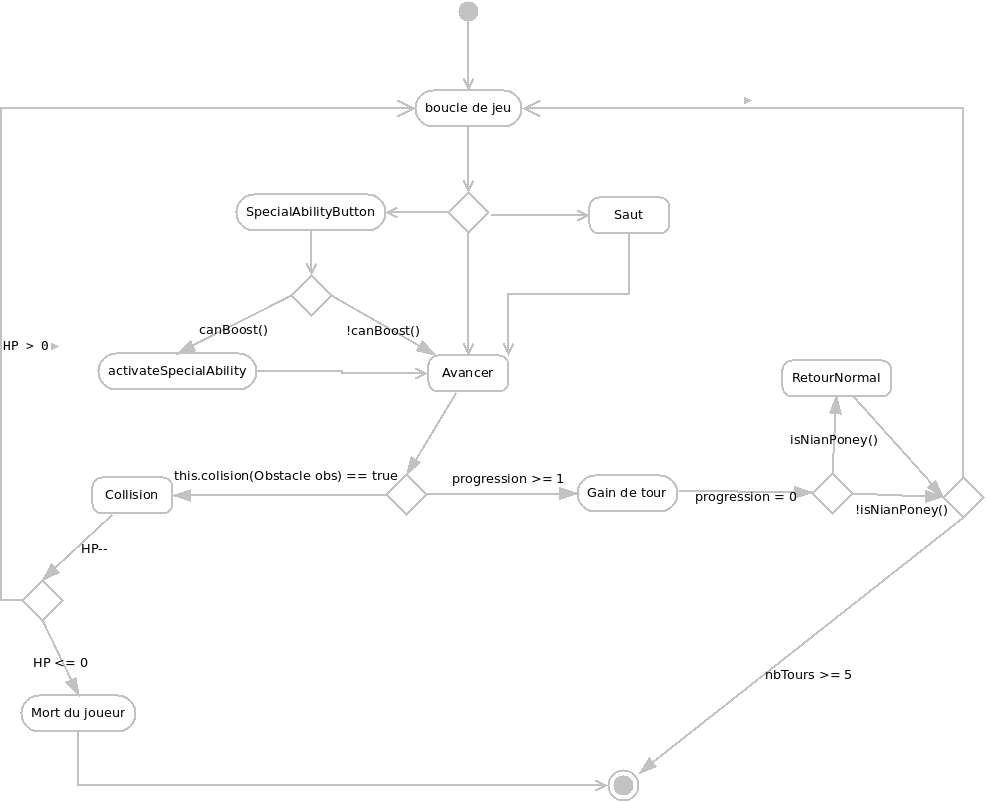 boucle de jeu
SpecialAbilityButton
Saut
canBoost()
!canBoost()
HP > 0
activateSpecialAbility
Avancer
RetourNormal
isNianPoney()
this.colision(Obstacle obs) == true
progression >= 1
Collision
Gain de tour
progression = 0
!isNianPoney()
HP--
HP <= 0
nbTours >= 5
Mort du joueur